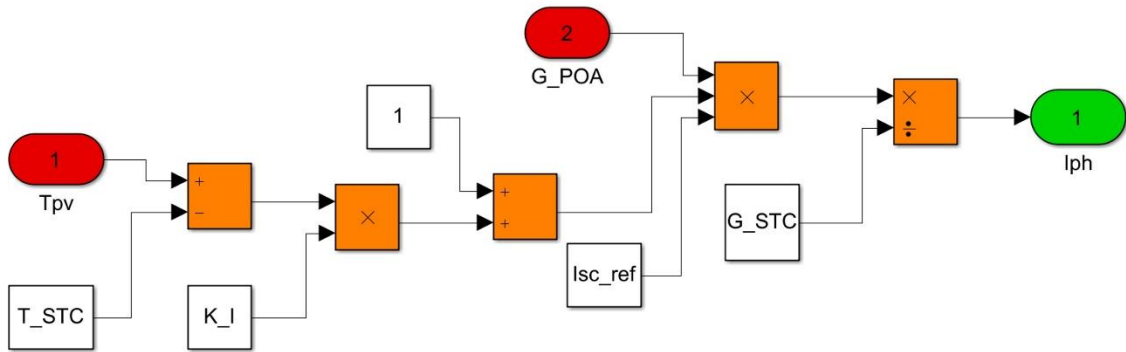 2
G_POA
×
×
÷
1
Iph
1
1
Tpv
+
−
×
+
+
G_STC
Isc_ref
T_STC
K_I